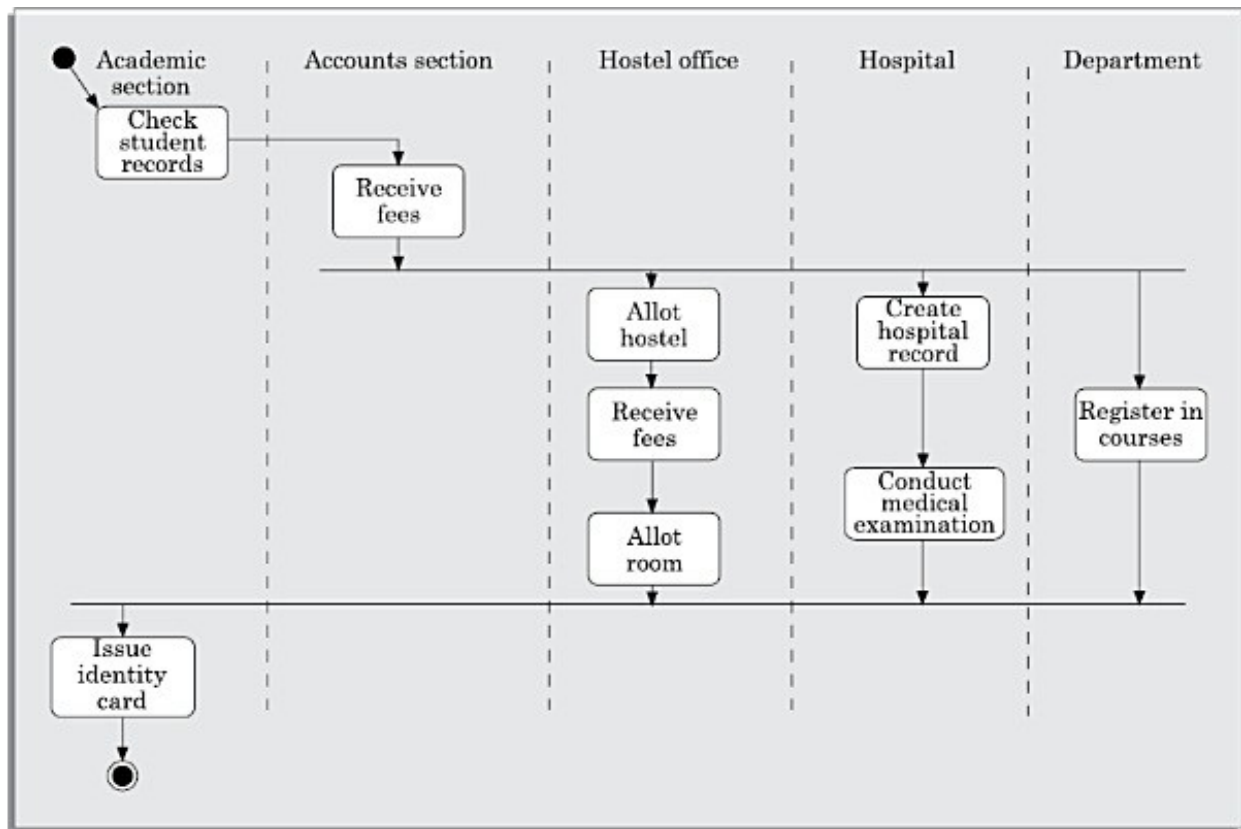 Academic
section
Accounts section
Hostel office
Hospital
Department
Check
student
records
Receive
fees
Allot
hostel
Create
hospital
record
Receive
fees
Register in
courses
Conduct
medical
examination
Allot
room
Issue
identity
card